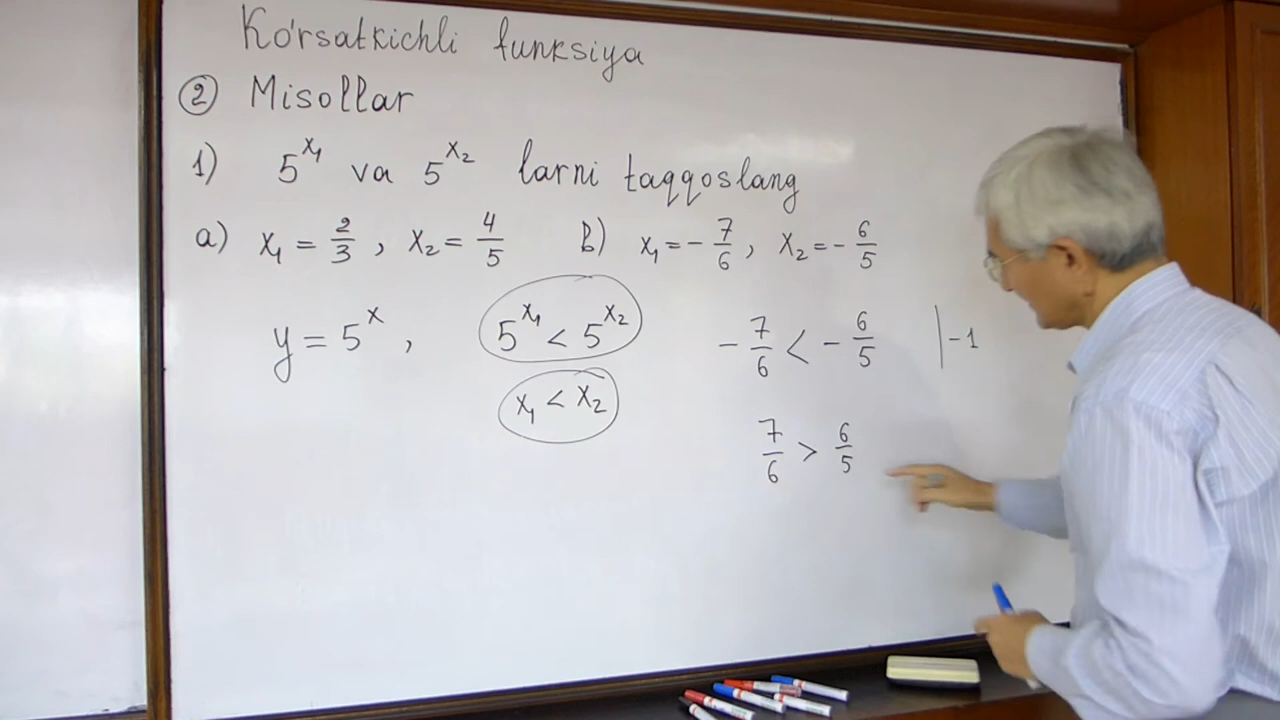 Ko'rsatkichli funksiya
② Misollar
1) 5^x₁ va 5^x₂ larni taqqoslang
a) x₁ = 2/3 , x₂ = 4/5 b) x₁ = -7/6 , x₂ = -6/5
y = 5^x , 5^x₁ < 5^x₂ -7/6 < -6/5 |-1
x₁ < x₂ 7/6 > 6/5